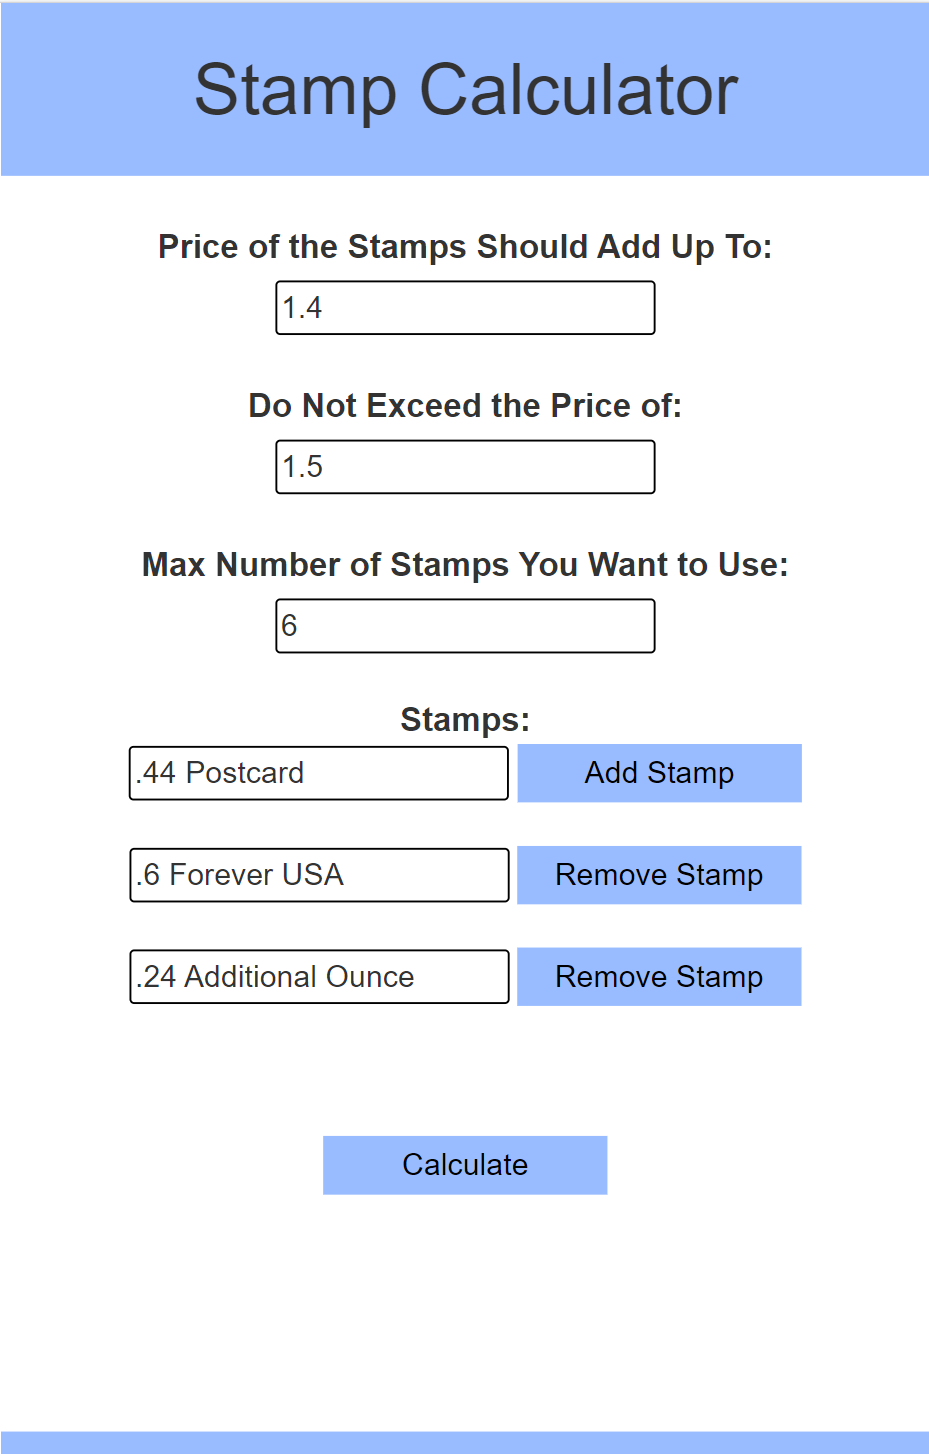 Stamp Calculator
Price of the Stamps Should Add Up To:
1.4
Do Not Exceed the Price of:
1.5
Max Number of Stamps You Want to Use:
6
Stamps:
.44 Postcard
Add Stamp
.6 Forever USA
Remove Stamp
.24 Additional Ounce
Remove Stamp
Calculate